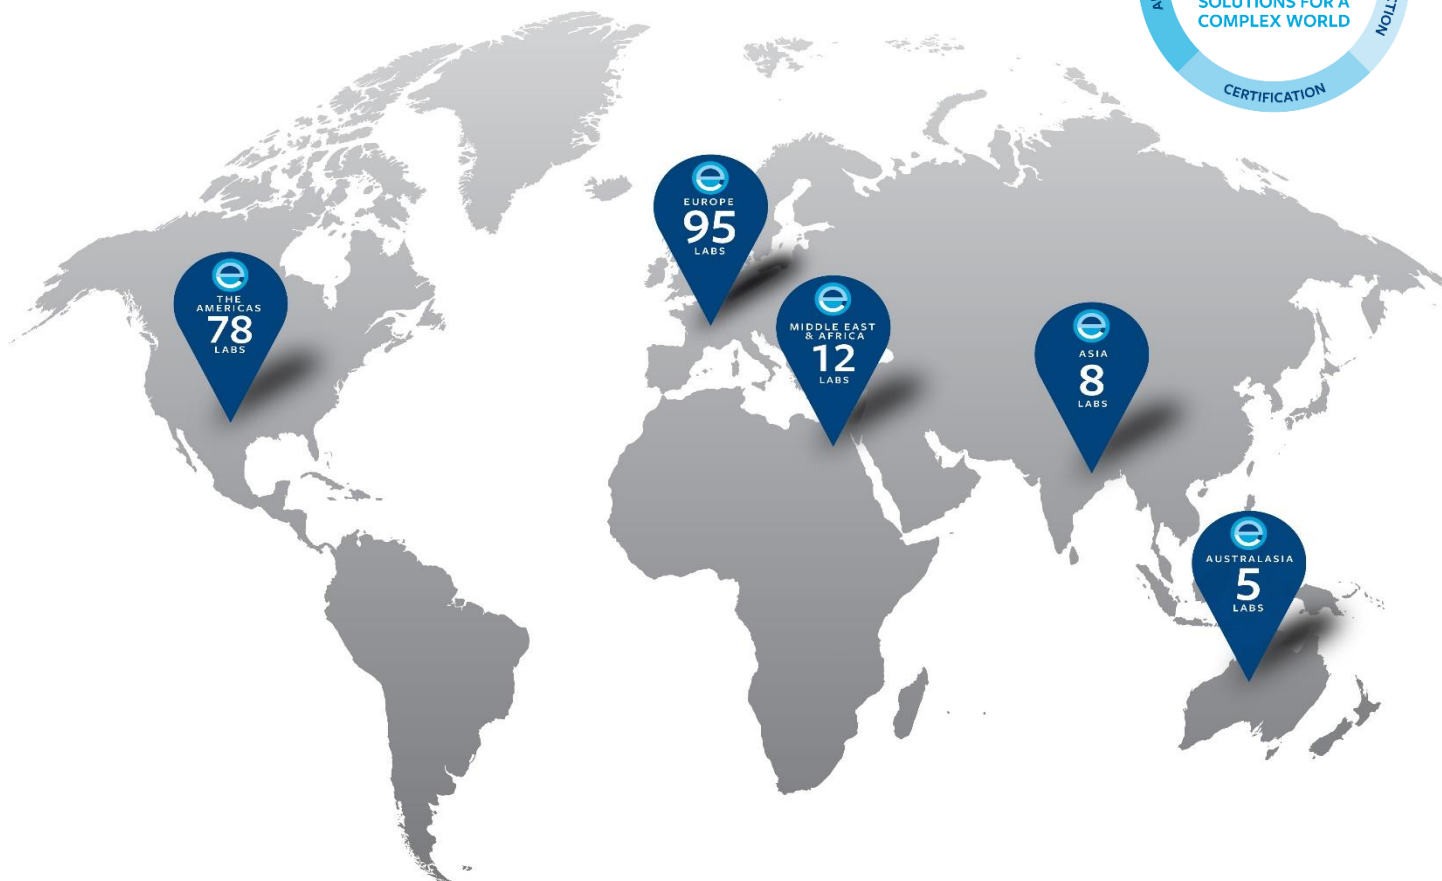 SOLUTIONS FOR A
COMPLEX WORLD
CERTIFICATION
EUROPE
95
LABS
THE
AMERICAS
78
LABS
MIDDLE EAST
& AFRICA
12
LABS
ASIA
8
LABS
AUSTRALASIA
5
LABS